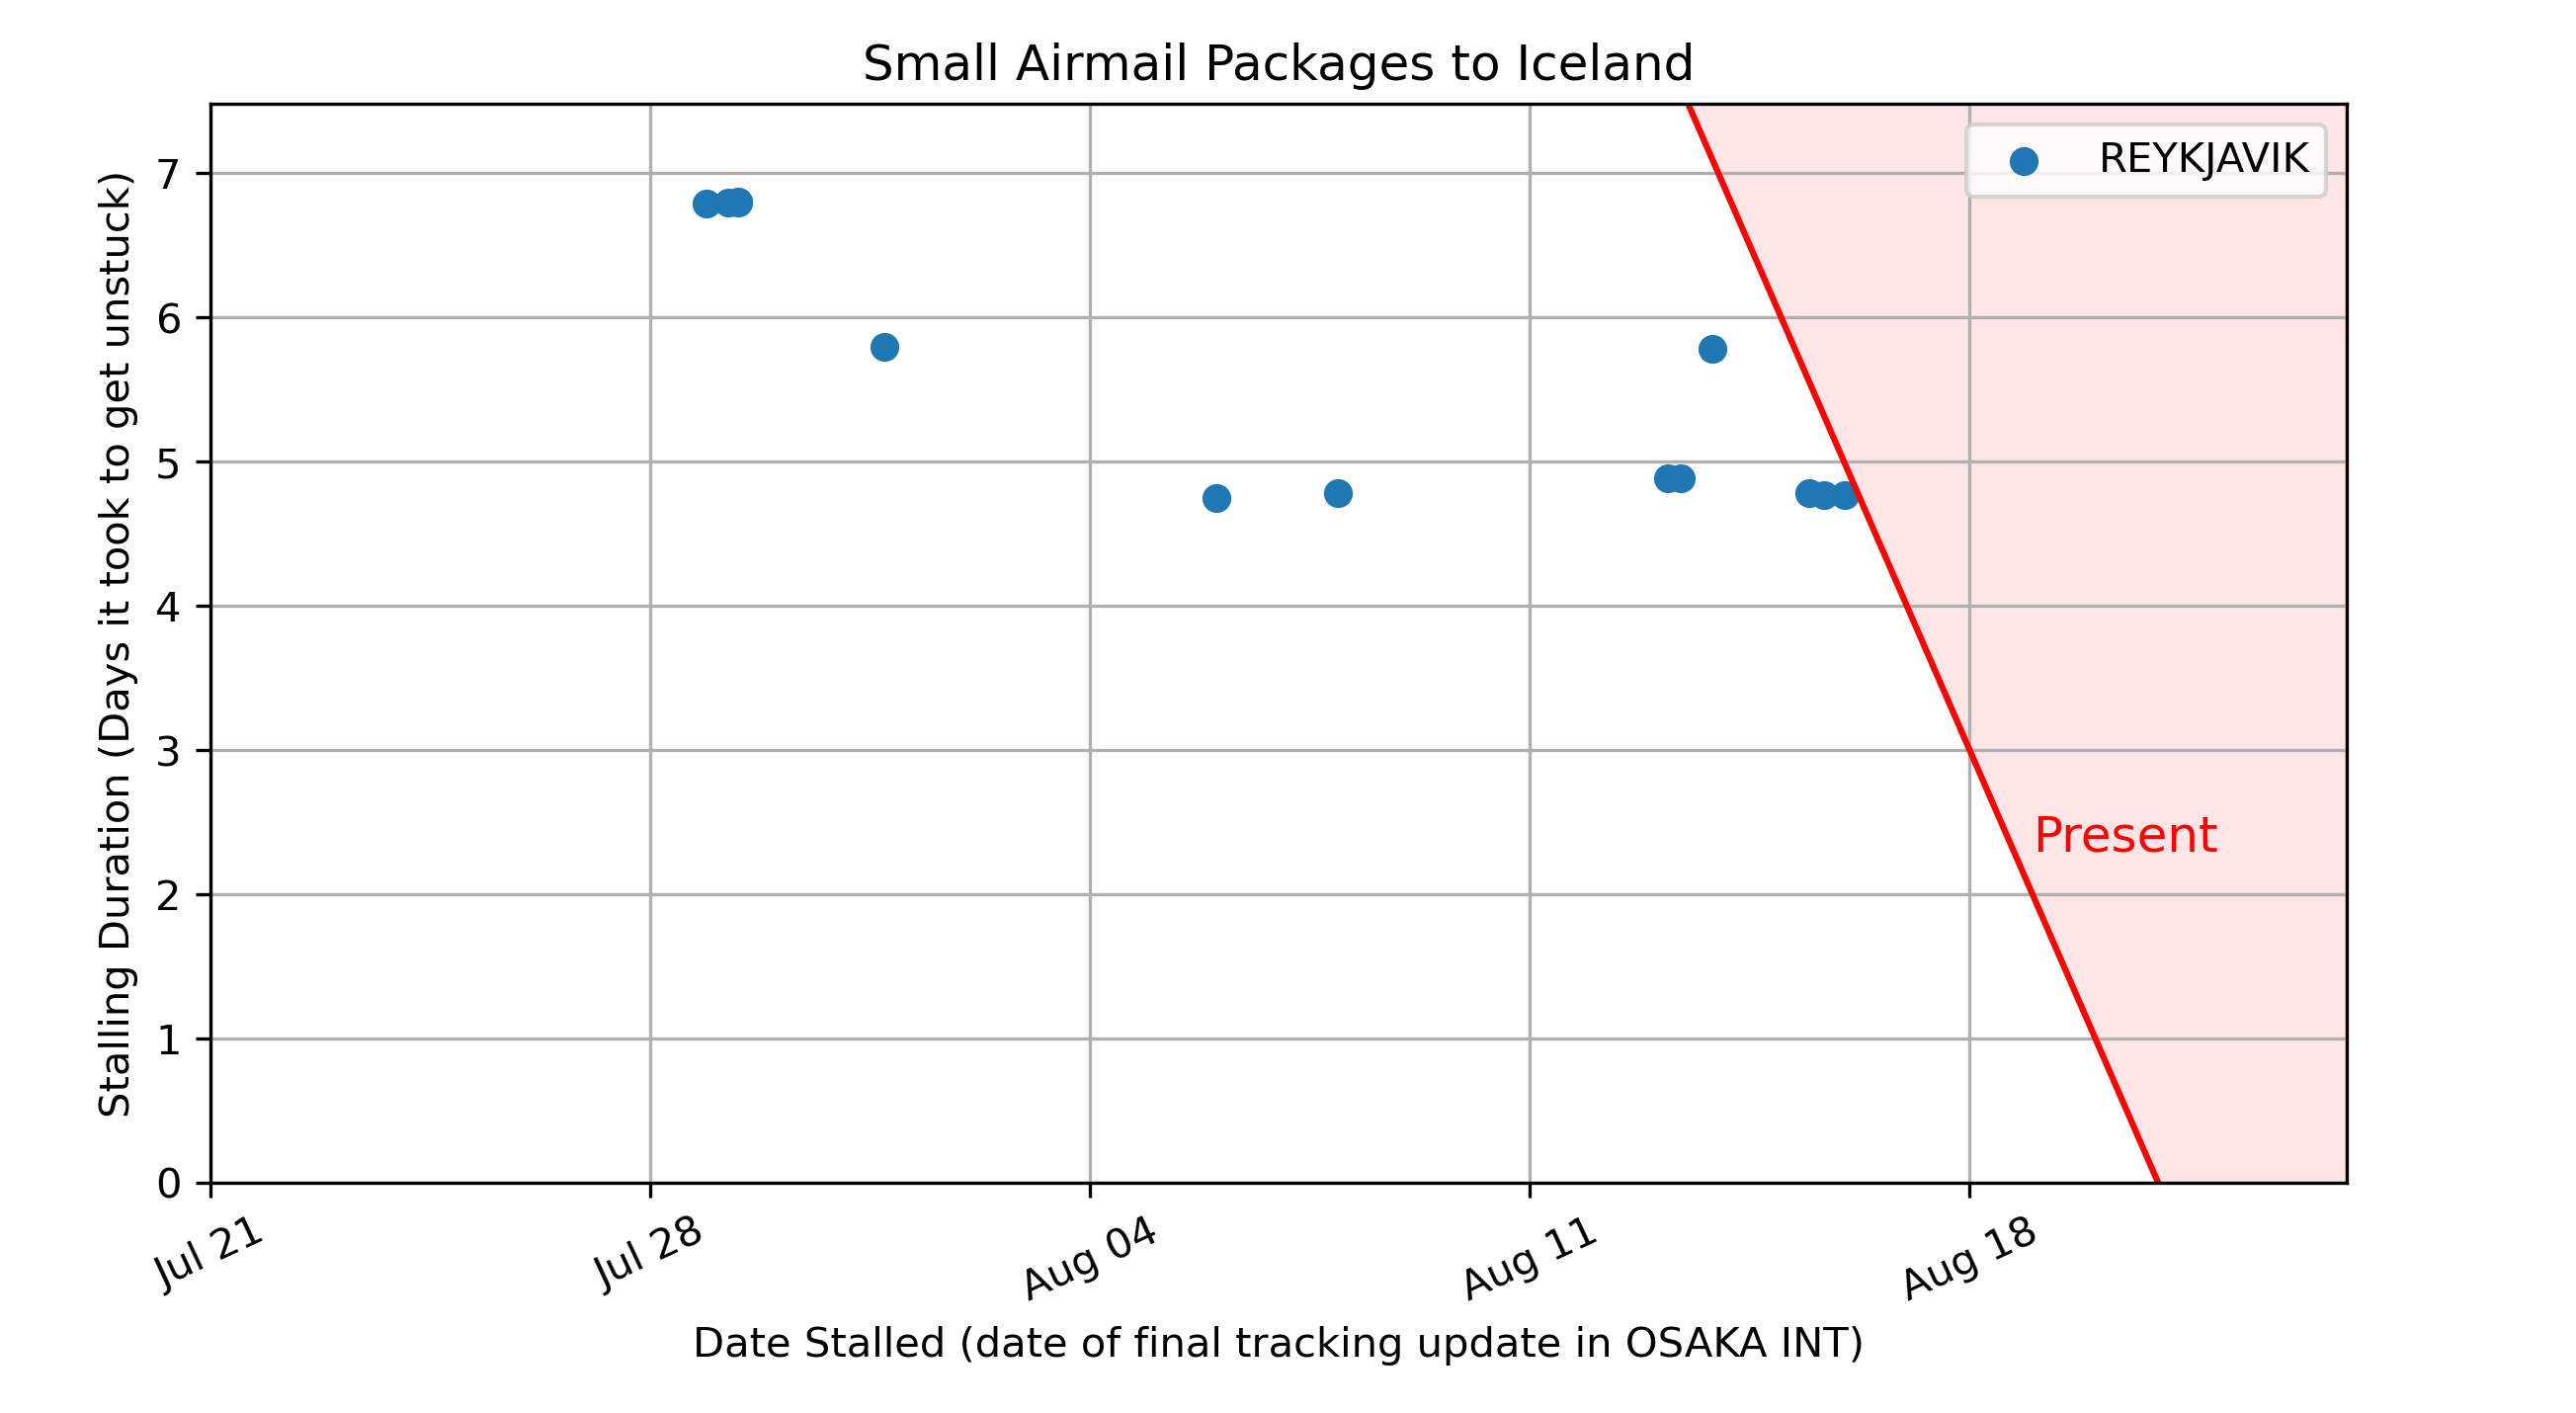 Small Airmail Packages to Iceland
REYKJAVIK
Stalling Duration (Days it took to get unstuck)
7
6
5
4
3
2
1
0
Present
Jul 21
Jul 28
Aug 04
Aug 11
Aug 18
Date Stalled (date of final tracking update in OSAKA INT)